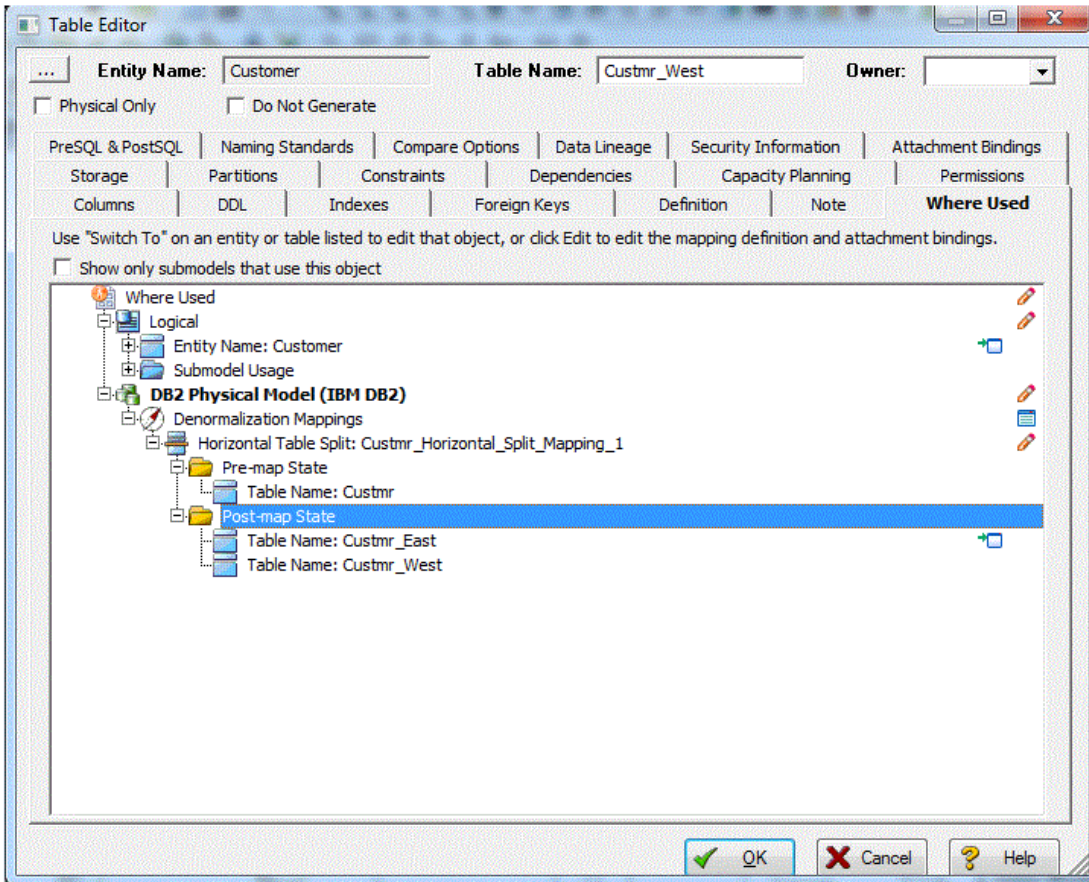 Table Editor
... Entity Name: Customer Table Name: Custmr_West Owner:
Physical Only Do Not Generate
PreSQL & PostSQL Naming Standards Compare Options Data Lineage Security Information Attachment Bindings
Storage Partitions Constraints Dependencies Capacity Planning Permissions
Columns DDL Indexes Foreign Keys Definition Note Where Used
Use "Switch To" on an entity or table listed to edit that object, or click Edit to edit the mapping definition and attachment bindings.
Show only submodels that use this object
Where Used
Logical
Entity Name: Customer
Submodel Usage
DB2 Physical Model (IBM DB2)
Denormalization Mappings
Horizontal Table Split: Custmr_Horizontal_Split_Mapping_1
Pre-map State
Table Name: Custmr
Post-map State
Table Name: Custmr_East
Table Name: Custmr_West
OK Cancel Help